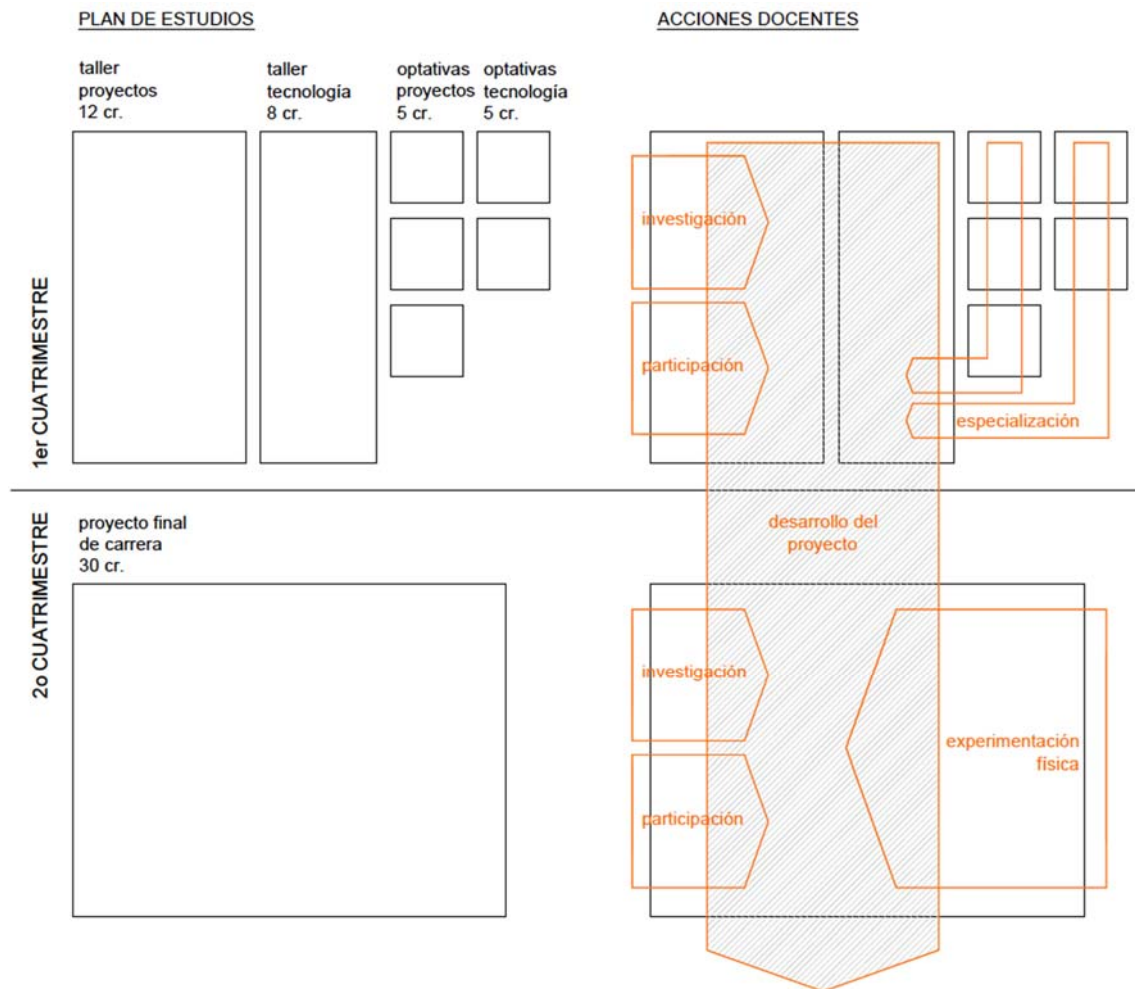 PLAN DE ESTUDIOS
ACCIONES DOCENTES
taller
proyectos
12 cr.
taller
tecnología
8 cr.
optativas
proyectos
5 cr.
optativas
tecnología
5 cr.
1er CUATRIMESTRE
investigación
participación
especialización
2o CUATRIMESTRE
proyecto final
de carrera
30 cr.
desarrollo del
proyecto
investigación
participación
experimentación
física